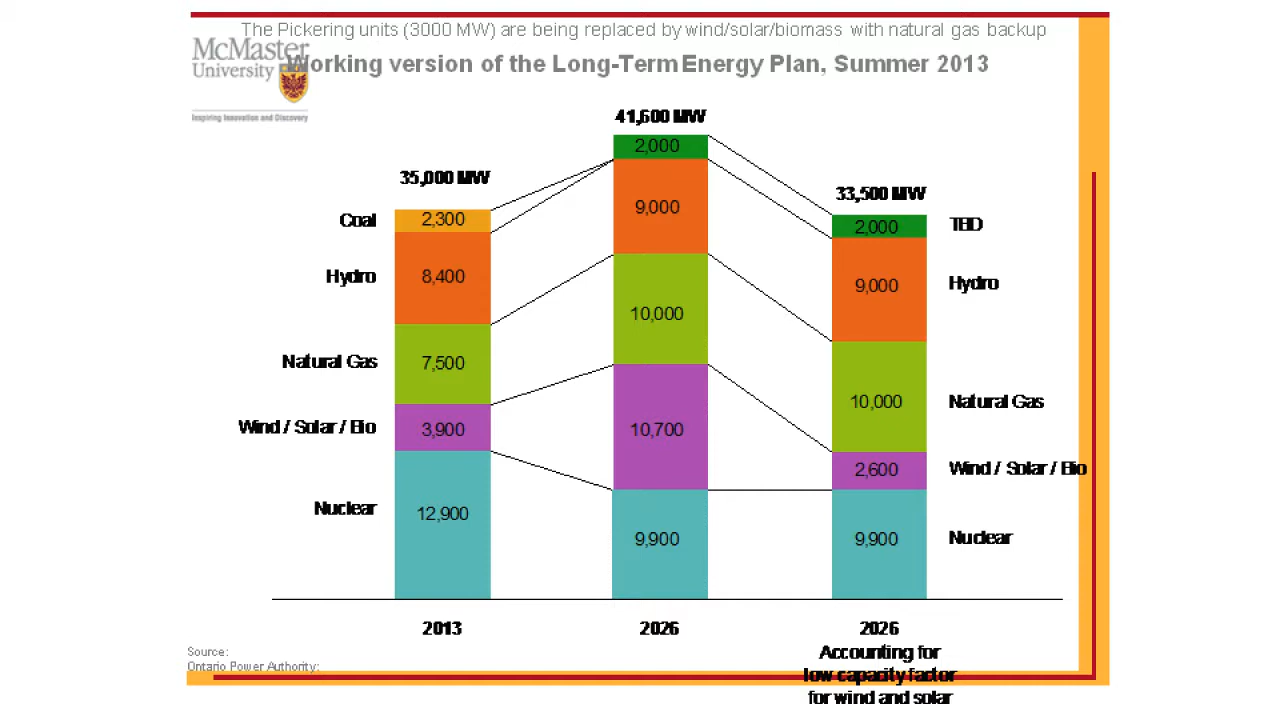 The Pickering units (3000 MW) are being replaced by wind/solar/biomass with natural gas backup
McMaster
University
Inspiring Innovation and Discovery
Working version of the Long-Term Energy Plan, Summer 2013
41,600 MW
35,000 MW
33,500 MW
2,000
Coal
2,300
9,000
2,000
TBD
Hydro
8,400
9,000
Hydro
10,000
Natural Gas
7,500
10,000
Natural Gas
Wind / Solar / Bio
3,900
10,700
2,600
Wind / Solar / Bio
Nuclear
12,900
9,900
9,900
Nuclear
2013
2026
2026
Accounting for
low capacity factor
for wind and solar
Source:
Ontario Power Authority: